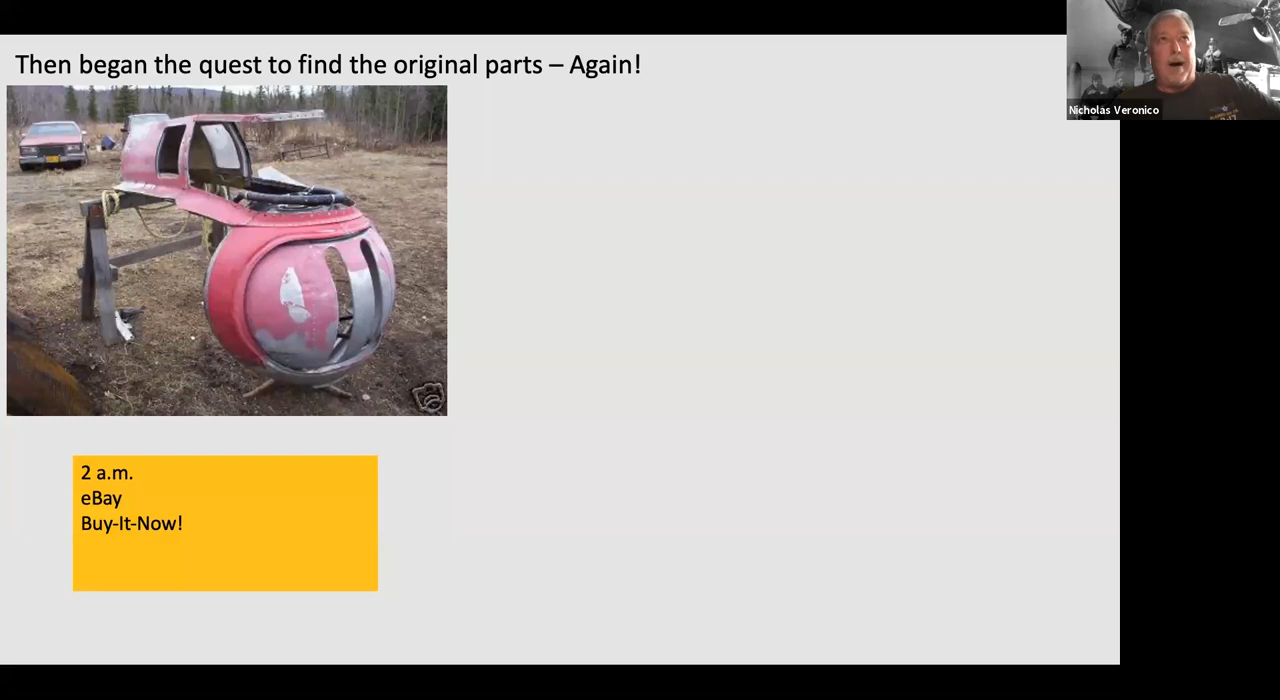 Then began the quest to find the original parts – Again!
Nicholas Veronico
2 a.m.
eBay
Buy-It-Now!